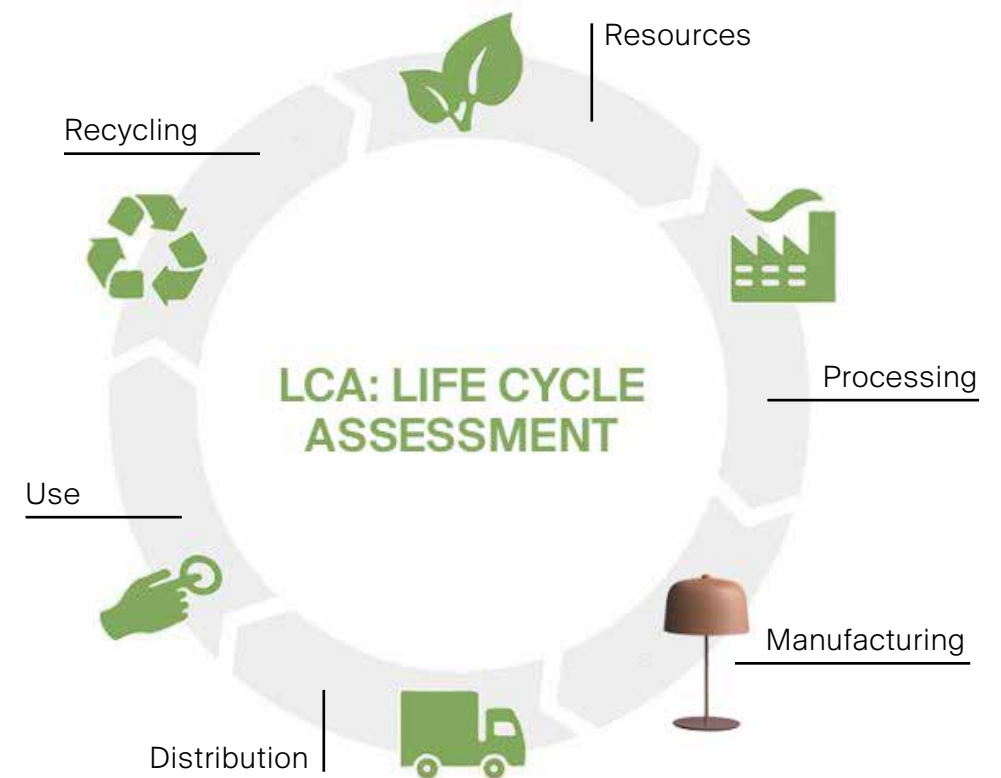 Resources
Recycling
Processing
LCA: LIFE CYCLE
ASSESSMENT
Use
Manufacturing
Distribution